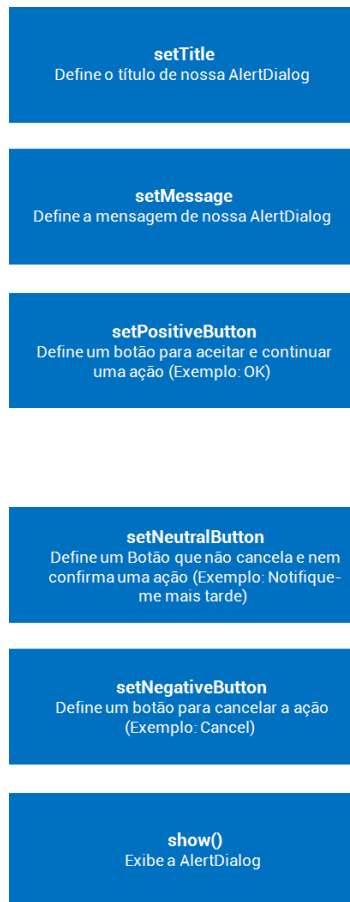 setTitle
Define o título de nossa AlertDialog
setMessage
Define a mensagem de nossa AlertDialog
setPositiveButton
Define um botão para aceitar e continuar
uma ação (Exemplo: OK)
setNeutralButton
Define um Botão que não cancela e nem
confirma uma ação (Exemplo: Notifique-
me mais tarde)
setNegativeButton
Define um botão para cancelar a ação
(Exemplo: Cancel)
show()
Exibe a AlertDialog